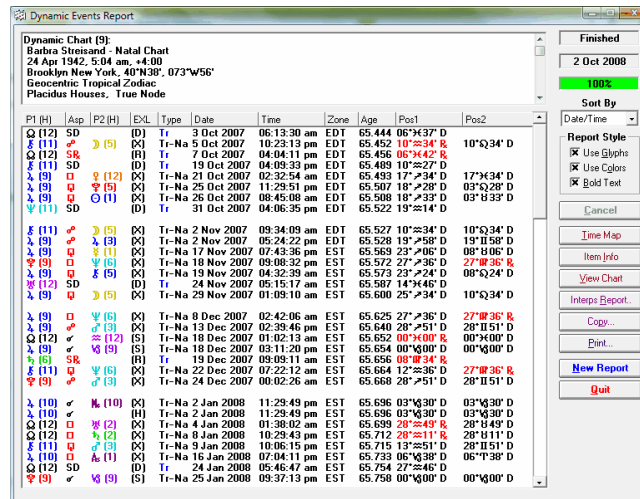 Dynamic Events Report
Dynamic Chart (9):
Barbra Streisand - Natal Chart
24 Apr 1942, 5:04 am, +4:00
Brooklyn New York, 40°N38', 073°W56'
Geocentric Tropical Zodiac
Placidus Houses, True Node
Finished
2 Oct 2008
100%
Sort By
Date/Time
Report Style
Use Glyphs
Use Colors
Bold Text
Cancel
Time Map
Item Info
View Chart
Interps Report..
Copy...
Print...
New Report
Quit
P1 (H) Asp P2 (H) EXL Type Date Time Zone Age Pos1 Pos2
☊ (12) SD (D) Tr 3 Oct 2007 06:13:30 am EDT 65.444 06°♓37' D
⚷ (11) ☍ ☽ (5) (X) Tr-Na 5 Oct 2007 10:23:13 pm EDT 65.452 10°♒34' ℞ 10°♌34' D
☊ (12) S℞ (R) Tr 7 Oct 2007 04:04:11 pm EDT 65.456 06°♓42' ℞
⚷ (11) SD (D) Tr 19 Oct 2007 04:09:33 pm EDT 65.489 10°♒27' D
♃ (9) □ ♀ (12) (X) Tr-Na 21 Oct 2007 02:32:54 am EDT 65.493 17°♐34' D 17°♓34' D
♃ (9) ⚼ ♇ (5) (X) Tr-Na 25 Oct 2007 11:29:51 pm EDT 65.507 18°♐28' D 03°♌28' D
♃ (9) ⚼ ☉ (1) (X) Tr-Na 26 Oct 2007 08:45:08 am EDT 65.508 18°♐33' D 03°♉33' D
♆ (11) SD (D) Tr 31 Oct 2007 04:06:35 pm EDT 65.522 19°♒14' D
⚷ (11) ☍ ☽ (5) (X) Tr-Na 2 Nov 2007 09:34:09 am EDT 65.527 10°♒34' D 10°♌34' D
♃ (9) ☍ ♃ (3) (X) Tr-Na 2 Nov 2007 05:24:22 pm EDT 65.528 19°♐58' D 19°♊58' D
♃ (9) ⚼ ☿ (1) (X) Tr-Na 17 Nov 2007 07:43:36 pm EST 65.569 23°♐06' D 08°♉06' D
♇ (9) □ ♆ (6) (X) Tr-Na 18 Nov 2007 09:08:32 pm EST 65.572 27°♐36' D 27°♍36' ℞
♃ (9) ⚼ ⚷ (5) (X) Tr-Na 19 Nov 2007 04:32:39 am EST 65.573 23°♐24' D 08°♌24' D
♅ (12) SD (D) Tr 24 Nov 2007 05:15:17 am EST 65.587 14°♓46' D
♃ (9) ⚼ ☽ (5) (X) Tr-Na 29 Nov 2007 01:09:10 am EST 65.600 25°♐34' D 10°♌34' D
♃ (9) □ ♆ (6) (X) Tr-Na 8 Dec 2007 02:42:06 am EST 65.625 27°♐36' D 27°♍36' ℞
♃ (9) ☍ ♂ (3) (X) Tr-Na 13 Dec 2007 02:39:46 pm EST 65.640 28°♐51' D 28°♊51' D
☊ (12) ☌ ♒ (12) (S) Tr-Na 18 Dec 2007 01:02:13 am EST 65.652 00°♓00' ℞ 00°♓00' D
♃ (9) ☌ ♑ (9) (S) Tr-Na 18 Dec 2007 03:11:20 pm EST 65.654 00°♑00' D 00°♑00' D
♄ (6) S℞ (R) Tr 19 Dec 2007 09:09:11 am EST 65.656 08°♍34' ℞
⚷ (11) ⚼ ♆ (6) (X) Tr-Na 22 Dec 2007 07:22:12 am EST 65.664 12°♒36' D 27°♍36' ℞
♇ (9) ☍ ♂ (3) (X) Tr-Na 24 Dec 2007 00:02:26 am EST 65.668 28°♐51' D 28°♊51' D
♃ (10) ☌ Mc (10) (X) Tr-Na 2 Jan 2008 11:29:49 pm EST 65.696 03°♑30' D 03°♑30' D
♃ (10) (H) Tr-Na 2 Jan 2008 11:29:49 pm EST 65.696 03°♑30' D 03°♑30' D
☊ (12) □ ♅ (2) (X) Tr-Na 4 Jan 2008 01:38:02 am EST 65.699 28°♒49' ℞ 28°♉49' D
☊ (12) □ ♄ (2) (X) Tr-Na 8 Jan 2008 10:29:43 pm EST 65.712 28°♒11' ℞ 28°♉11' D
⚷ (11) ⚼ ♂ (3) (X) Tr-Na 9 Jan 2008 10:06:15 pm EST 65.715 13°♒51' D 28°♊51' D
♃ (10) □ As (1) (X) Tr-Na 16 Jan 2008 07:04:11 pm EST 65.733 06°♑38' D 06°♈38' D
☊ (12) SD (D) Tr 24 Jan 2008 05:46:47 am EST 65.754 27°♒46' D
♇ (9) ☌ ♑ (9) (S) Tr-Na 25 Jan 2008 09:37:13 pm EST 65.758 00°♑00' D 00°♑00' D